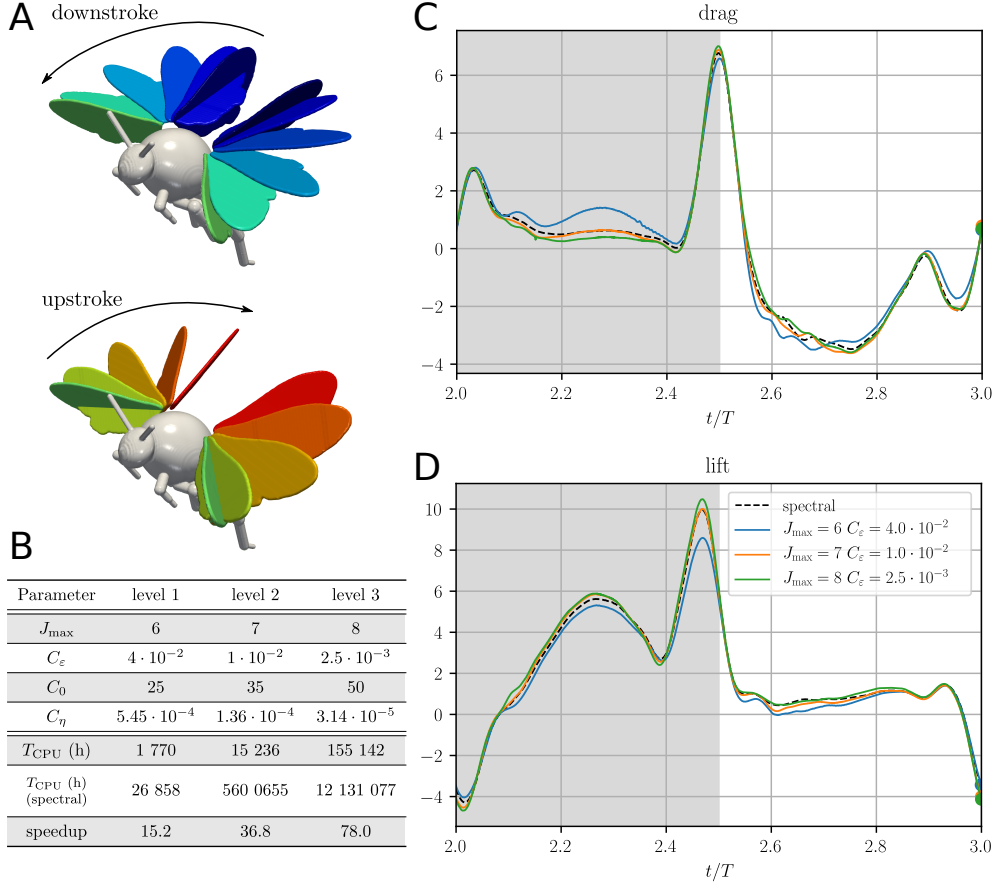 A
downstroke
upstroke
B
Parameter level 1 level 2 level 3
J_max 6 7 8
C_ε 4 · 10⁻² 1 · 10⁻² 2.5 · 10⁻³
C_0 25 35 50
C_η 5.45 · 10⁻⁴ 1.36 · 10⁻⁴ 3.14 · 10⁻⁵
T_CPU (h) 1 770 15 236 155 142
T_CPU (h) (spectral) 26 858 560 0655 12 131 077
speedup 15.2 36.8 78.0
C
drag
6
4
2
0
−2
−4
2.0 2.2 2.4 2.6 2.8 3.0
t/T
D
lift
spectral
J_max = 6 C_ε = 4.0 · 10⁻²
J_max = 7 C_ε = 1.0 · 10⁻²
J_max = 8 C_ε = 2.5 · 10⁻³
10
8
6
4
2
0
−2
−4
2.0 2.2 2.4 2.6 2.8 3.0
t/T